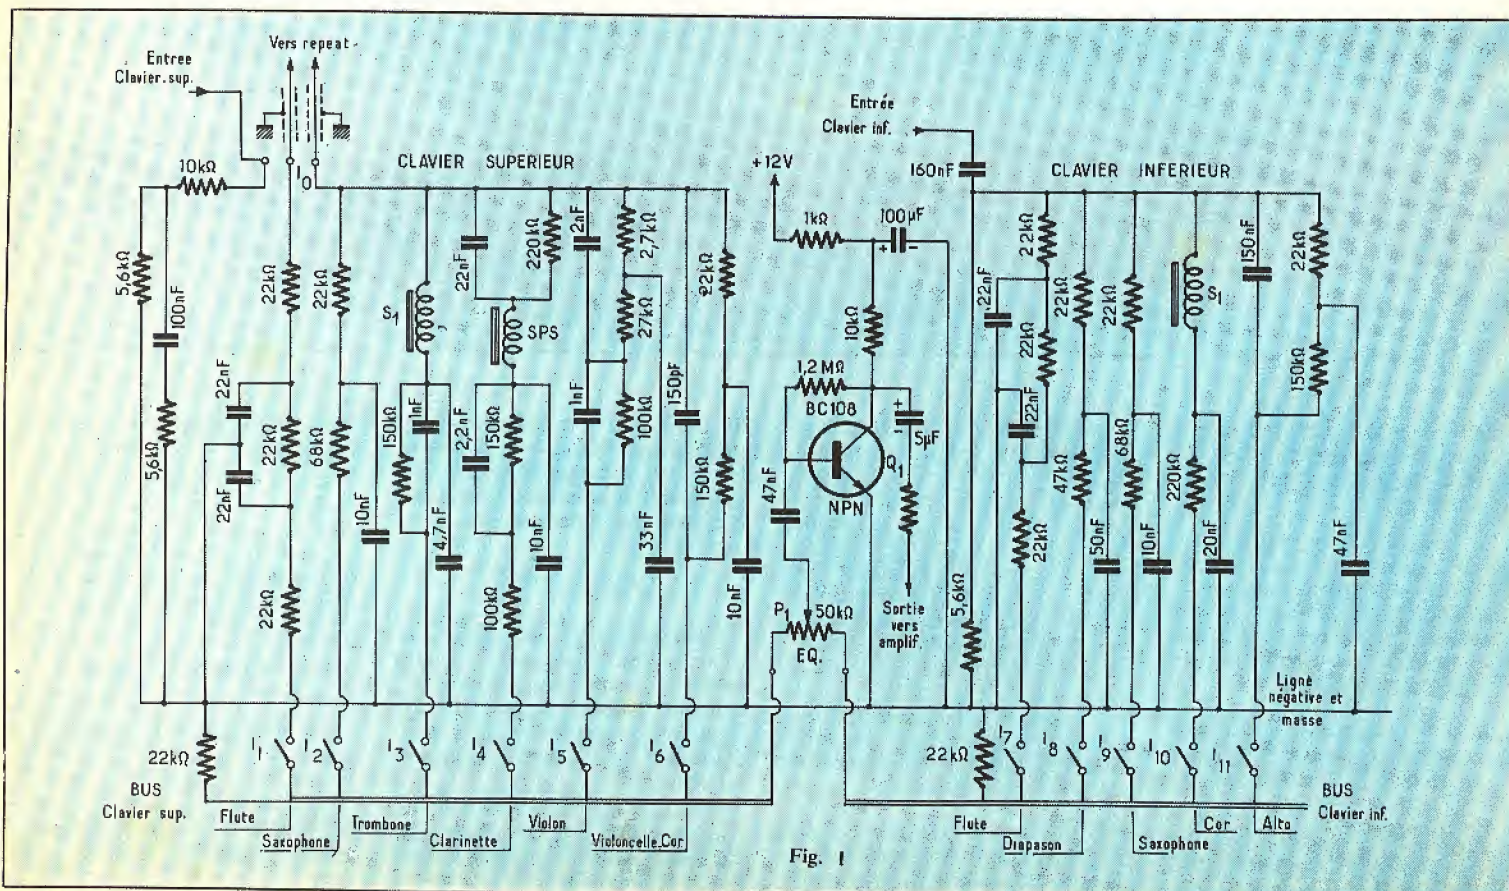 Entree
Clavier. sup.
Vers repeat
10kΩ
I0
CLAVIER SUPERIEUR
5,6kΩ
100nF
5,6kΩ
22kΩ
22nF
22nF
22kΩ
22kΩ
22kΩ
68kΩ
10nF
S1
150kΩ
1nF
4,7nF
22nF
220kΩ
SPS
2,2nF
150kΩ
100kΩ
10nF
2nF
1nF
2,7kΩ
27kΩ
100kΩ
33nF
150pF
22kΩ
150kΩ
10nF
+12V
1kΩ
100µF
+ -
10kΩ
1,2MΩ
BC108
Q1
NPN
47nF
+
-
5µF
P1
50kΩ
EQ.
Sortie
vers
amplif.
Entrée
Clavier inf.
160nF
CLAVIER INFERIEUR
5,6kΩ
22nF
22kΩ
22kΩ
22nF
22kΩ
22kΩ
47kΩ
50nF
22kΩ
68kΩ
10nF
S1
220kΩ
20nF
150nF
22kΩ
150kΩ
47nF
Ligne
négative et
masse
22kΩ
I1
I2
I3
I4
I5
I6
22kΩ
I7
I8
I9
I10
I11
BUS
Clavier sup.
Flute
Saxophone
Trombone
Clarinette
Violon
Violoncelle.Cor
Flute
Diapason
Saxophone
Cor
Alto
BUS
Clavier inf.
Fig. 1